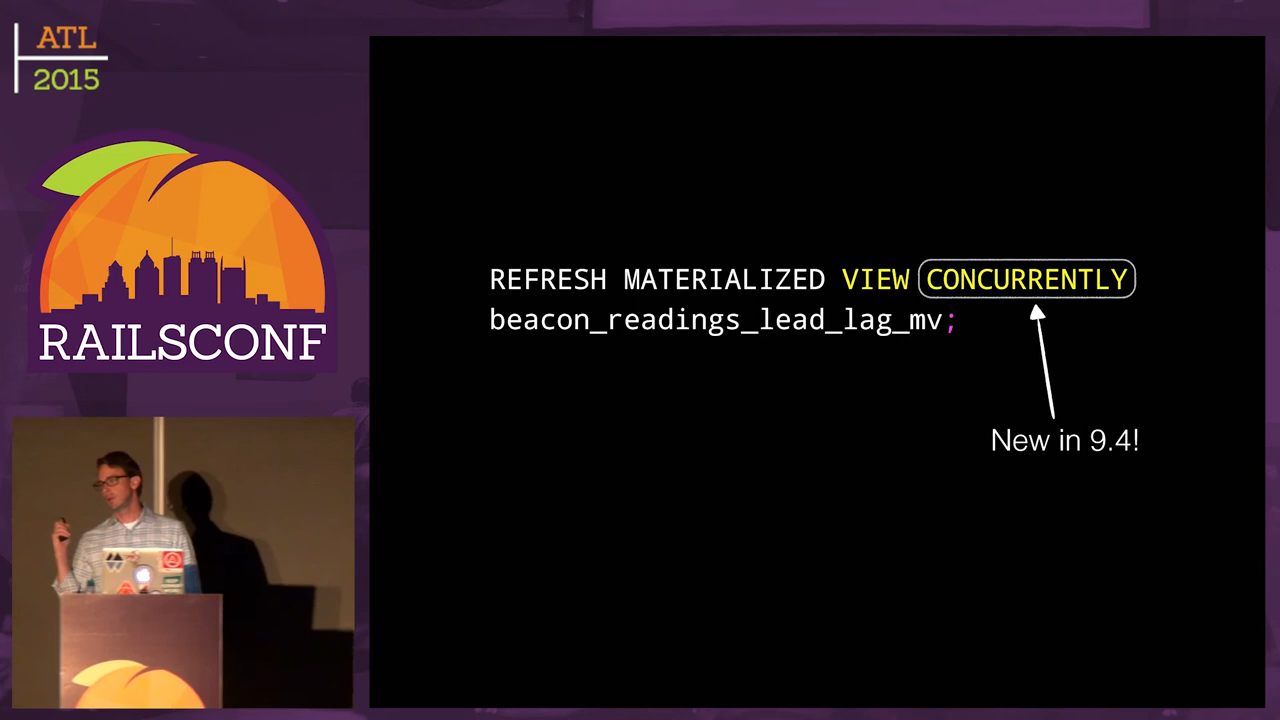 ATL
2015
RAILSCONF
REFRESH MATERIALIZED VIEW CONCURRENTLY
beacon_readings_lead_lag_mv;
New in 9.4!